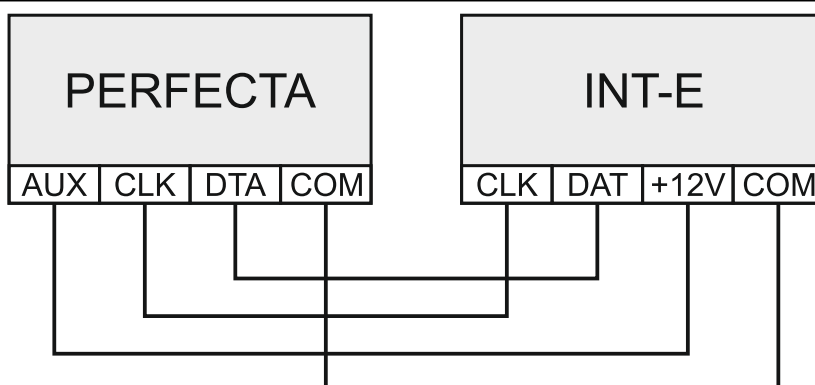 PERFECTA
INT-E
AUX CLK DTA COM
CLK DAT +12V COM